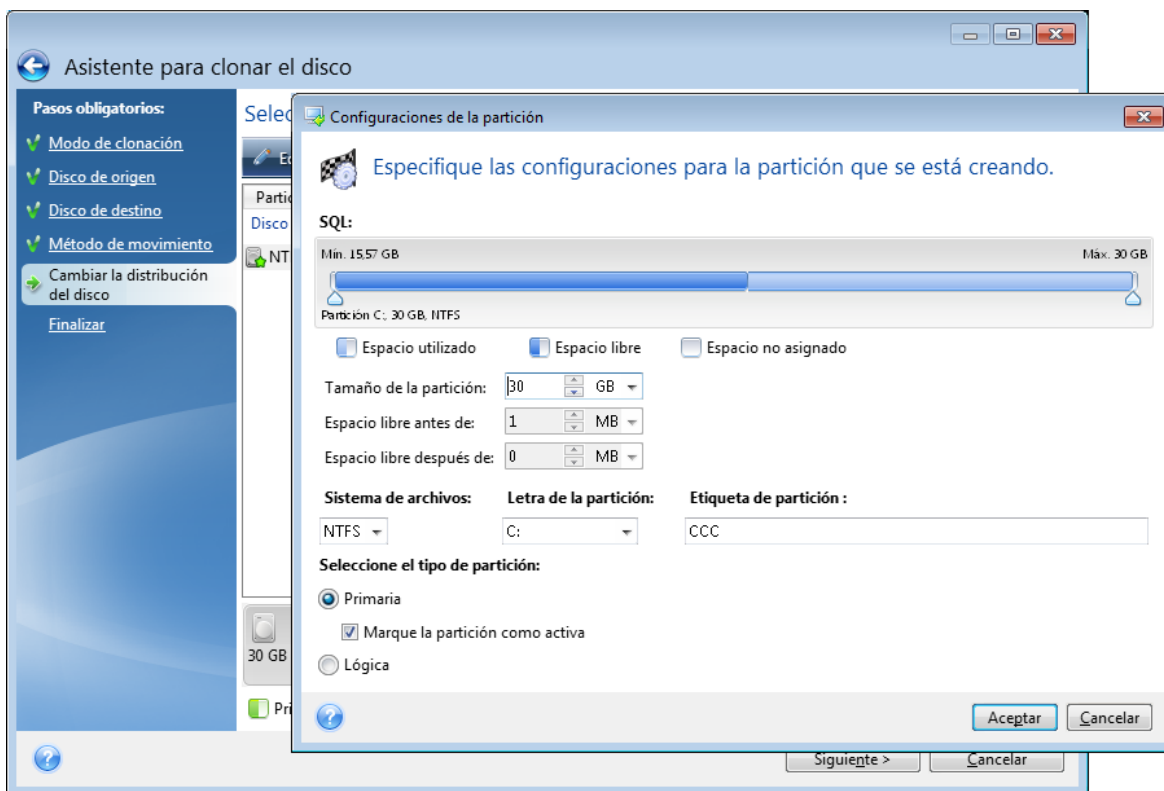 Asistente para clonar el disco
Pasos obligatorios:
Modo de clonación
Disco de origen
Disco de destino
Método de movimiento
Cambiar la distribución
del disco
Finalizar
Disco
NT
30 GB
Configuraciones de la partición
Especifique las configuraciones para la partición que se está creando.
SQL:
Mín. 15,57 GB Máx. 30 GB
Partición C:, 30 GB, NTFS
Espacio utilizado Espacio libre Espacio no asignado
Tamaño de la partición: 30 GB
Espacio libre antes de: 1 MB
Espacio libre después de: 0 MB
Sistema de archivos: Letra de la partición: Etiqueta de partición :
NTFS C: CCC
Seleccione el tipo de partición:
Primaria
Marque la partición como activa
Lógica
Aceptar Cancelar
Siguiente > Cancelar